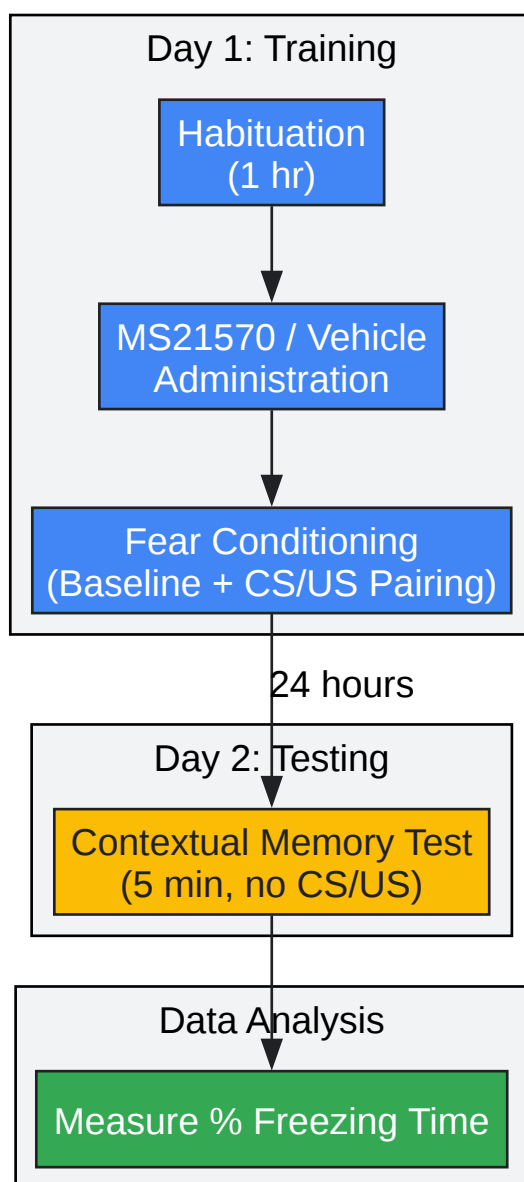 Day 1: Training
Habituation
(1 hr)
MS21570 / Vehicle
Administration
Fear Conditioning
(Baseline + CS/US Pairing)
24 hours
Day 2: Testing
Contextual Memory Test
(5 min, no CS/US)
Data Analysis
Measure % Freezing Time